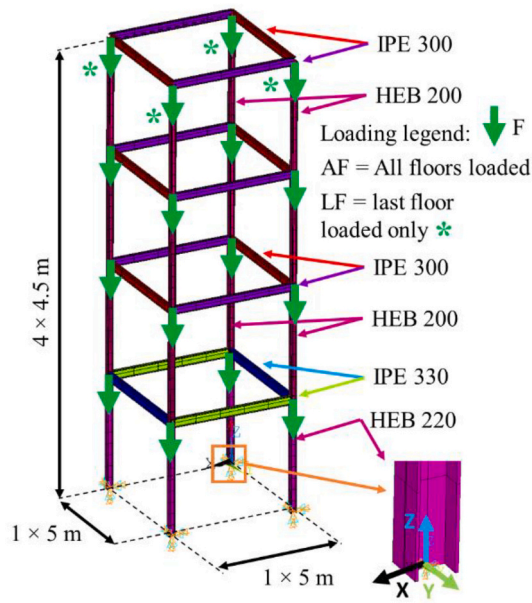 IPE 300
HEB 200
Loading legend: F
AF = All floors loaded
LF = last floor
loaded only *
IPE 300
HEB 200
IPE 330
HEB 220
4 × 4.5 m
1 × 5 m
1 × 5 m
Z
Z
X
Y
*
*
*
*